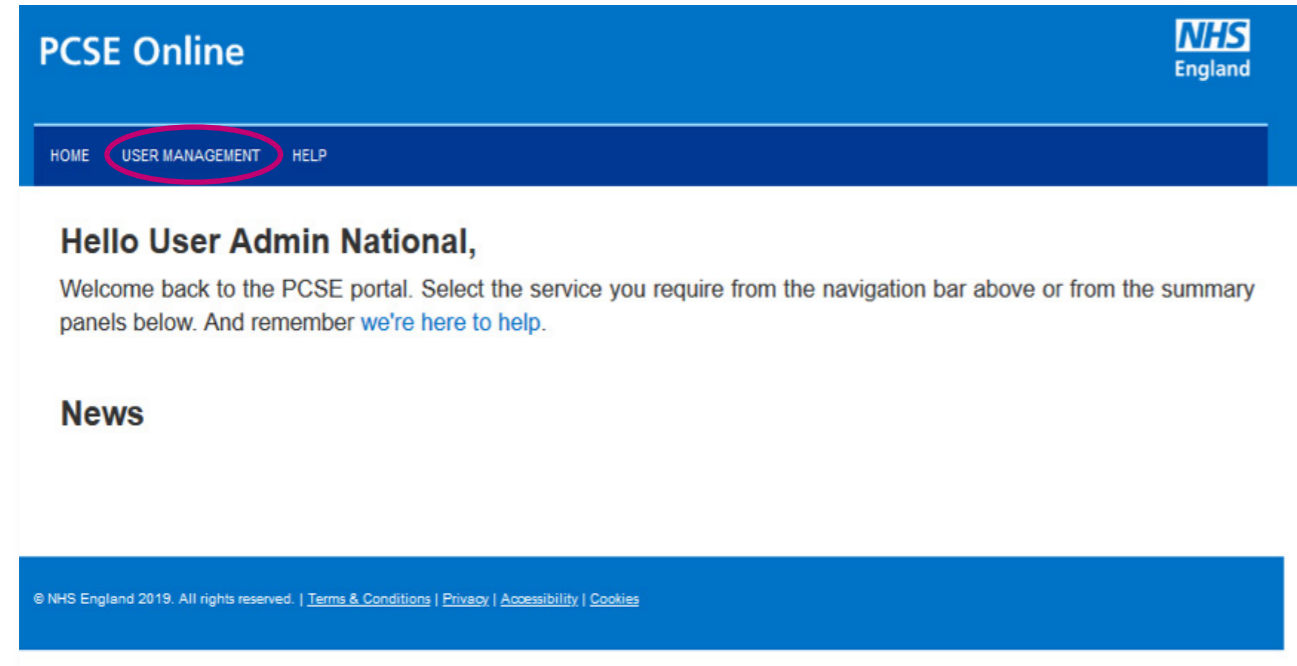 PCSE Online
NHS
England
HOME USER MANAGEMENT HELP
Hello User Admin National,
Welcome back to the PCSE portal. Select the service you require from the navigation bar above or from the summary
panels below. And remember we're here to help.
News
© NHS England 2019. All rights reserved. | Terms & Conditions | Privacy | Accessibility | Cookies